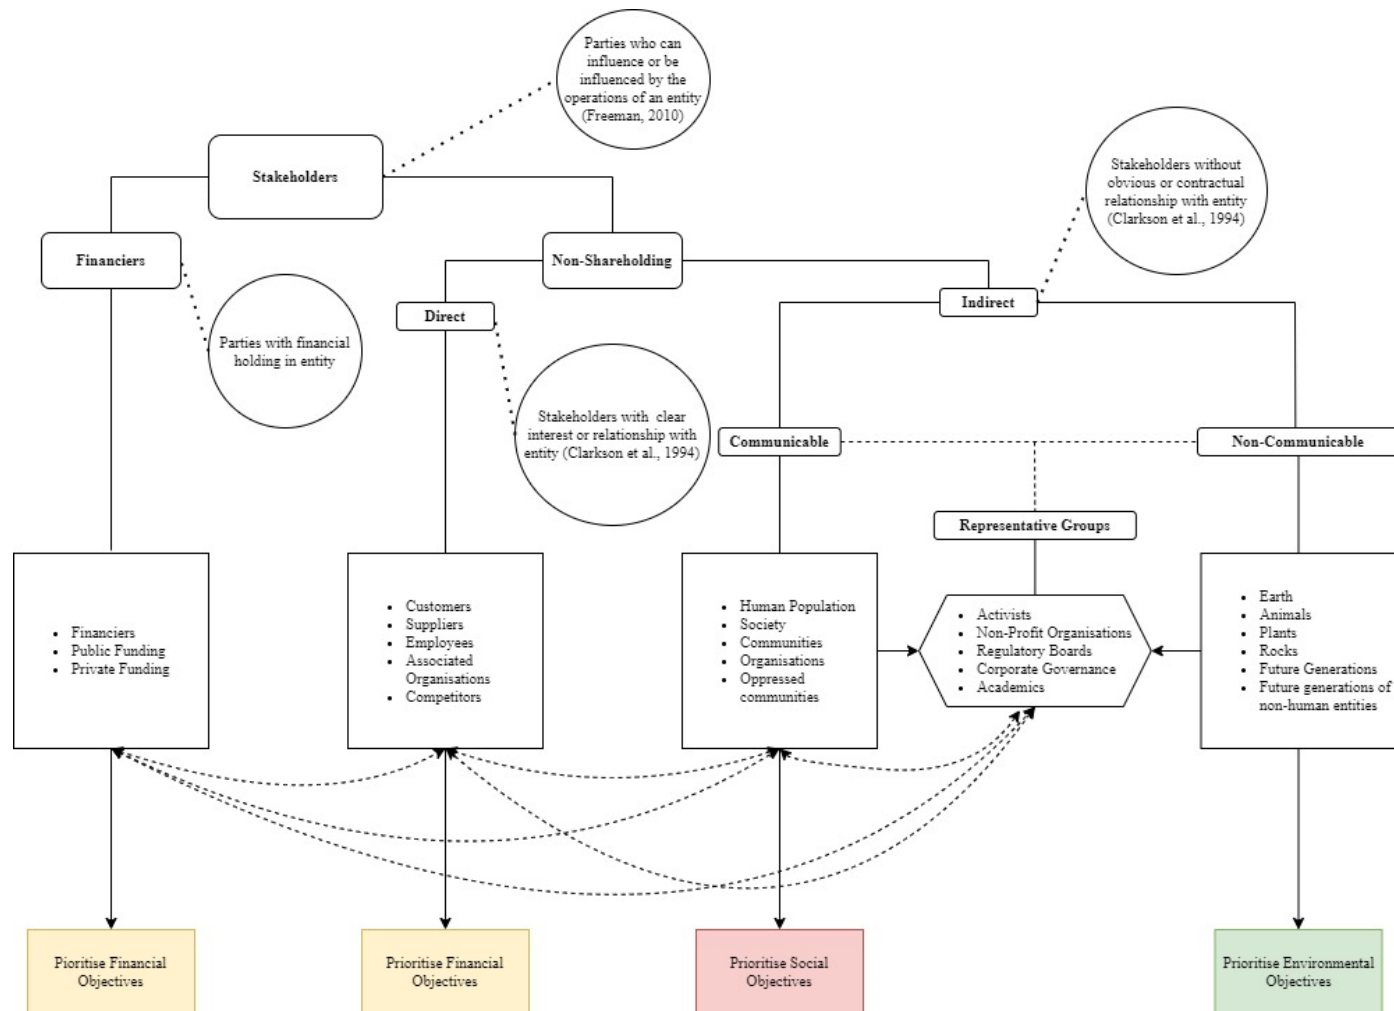 Parties who can
influence or be
influenced by the
operations of an entity
(Freeman, 2010)
Stakeholders
Stakeholders without
obvious or contractual
relationship with entity
(Clarkson et al., 1994)
Financiers
Non-Shareholding
Direct
Indirect
Parties with financial
holding in entity
Stakeholders with clear
interest or relationship with
entity (Clarkson et al., 1994)
Communicable
Non-Communicable
Representative Groups
• Financiers
• Public Funding
• Private Funding
• Customers
• Suppliers
• Employees
• Associated
Organisations
• Competitors
• Human Population
• Society
• Communities
• Organisations
• Oppressed
communities
• Activists
• Non-Profit Organisations
• Regulatory Boards
• Corporate Governance
• Academics
• Earth
• Animals
• Plants
• Rocks
• Future Generations
• Future generations of
non-human entities
Pioritise Financial
Objectives
Prioritise Financial
Objectives
Prioritise Social
Objectives
Prioritise Environmental
Objectives